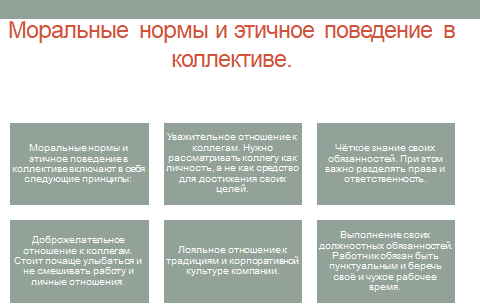 Моральные нормы и этичное поведение в
коллективе.
Моральные нормы и
этичное поведение в
коллективе включают в себя
следующие принципы:
Уважительное отношение к
коллегам. Нужно
рассматривать коллегу как
личность, а не как средство
для достижения своих
целей.
Чёткое знание своих
обязанностей. При этом
важно разделять права и
ответственность.
Доброжелательное
отношение к коллегам.
Стоит почаще улыбаться и
не смешивать работу и
личные отношения.
Лояльное отношение к
традициям и корпоративной
культуре компании.
Выполнение своих
должностных обязанностей.
Работник обязан быть
пунктуальным и беречь
своё и чужое рабочее
время.